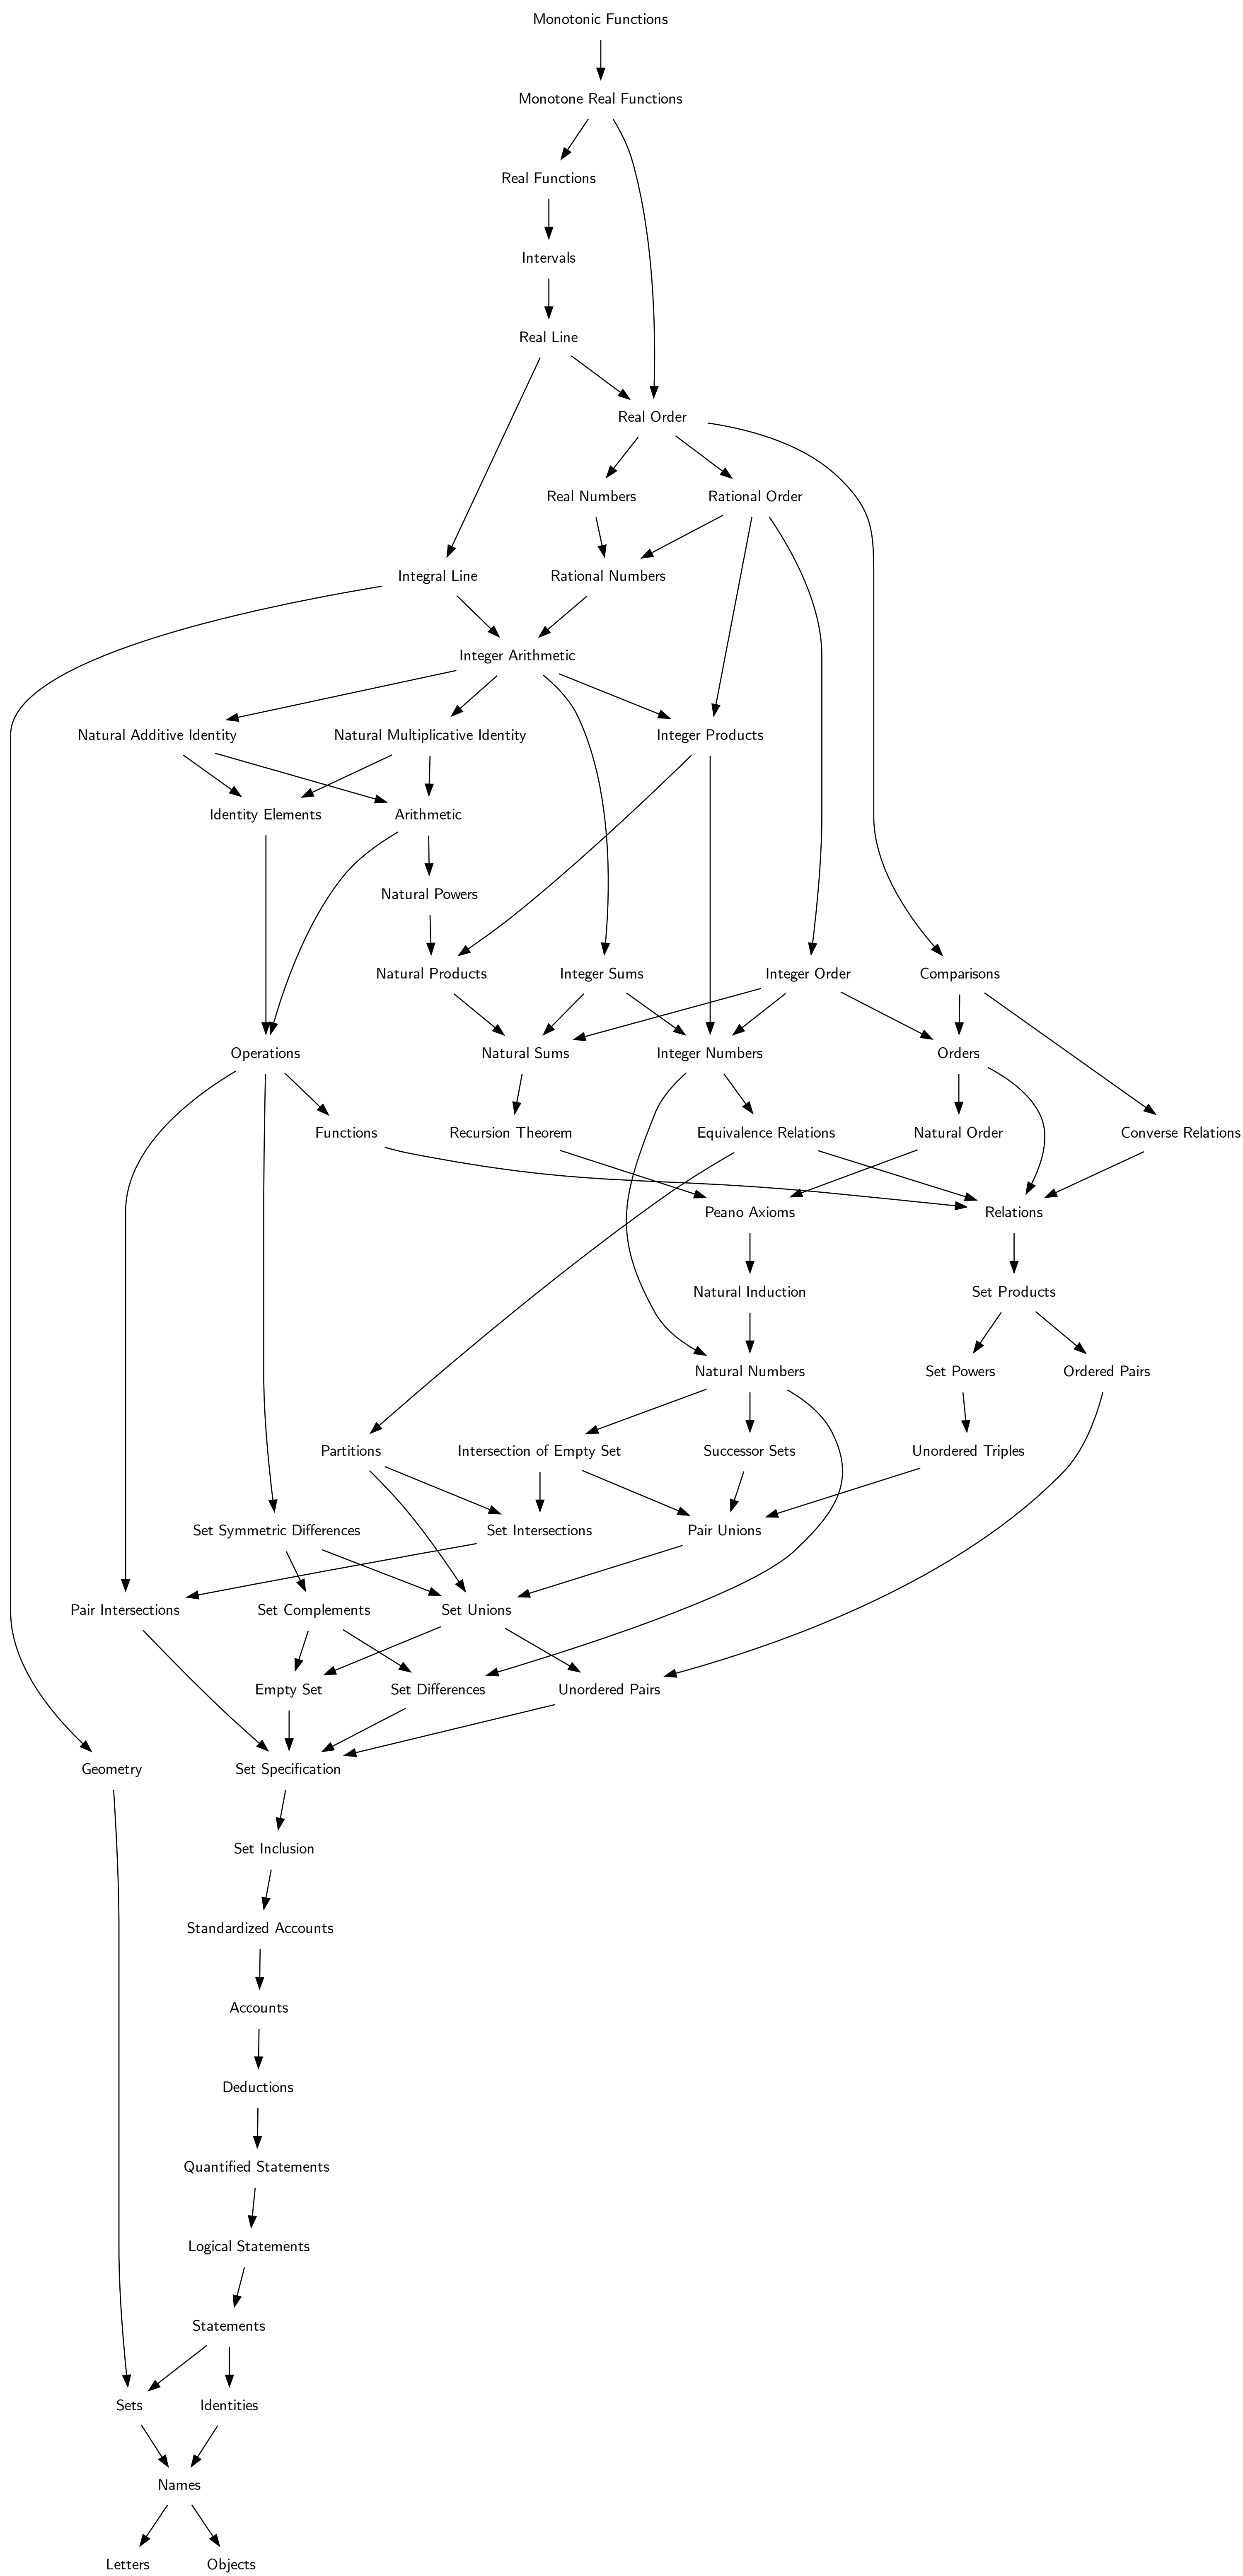 Monotonic Functions
Monotone Real Functions
Real Functions
Intervals
Real Line
Real Order
Real Numbers
Rational Order
Integral Line
Rational Numbers
Integer Arithmetic
Natural Additive Identity
Natural Multiplicative Identity
Integer Products
Identity Elements
Arithmetic
Natural Powers
Natural Products
Integer Sums
Integer Order
Comparisons
Operations
Natural Sums
Integer Numbers
Orders
Functions
Recursion Theorem
Equivalence Relations
Natural Order
Converse Relations
Peano Axioms
Relations
Natural Induction
Set Products
Natural Numbers
Set Powers
Ordered Pairs
Partitions
Intersection of Empty Set
Successor Sets
Unordered Triples
Set Symmetric Differences
Set Intersections
Pair Unions
Pair Intersections
Set Complements
Set Unions
Empty Set
Set Differences
Unordered Pairs
Geometry
Set Specification
Set Inclusion
Standardized Accounts
Accounts
Deductions
Quantified Statements
Logical Statements
Statements
Sets
Identities
Names
Letters
Objects